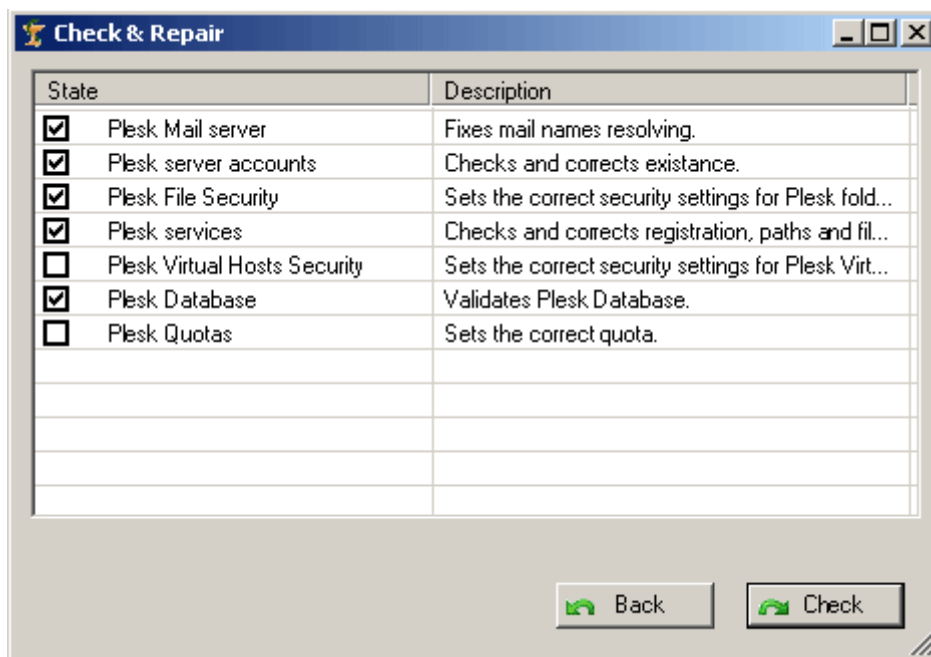 Check & Repair
State Description
Plesk Mail server Fixes mail names resolving.
Plesk server accounts Checks and corrects existance.
Plesk File Security Sets the correct security settings for Plesk fold...
Plesk services Checks and corrects registration, paths and fil...
Plesk Virtual Hosts Security Sets the correct security settings for Plesk Virt...
Plesk Database Validates Plesk Database.
Plesk Quotas Sets the correct quota.
Back Check